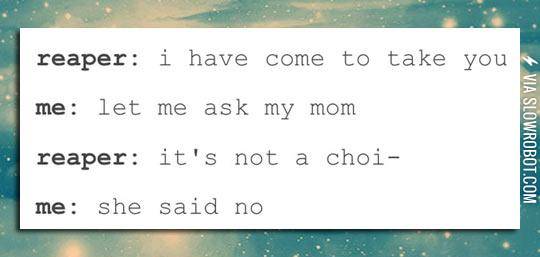 reaper: i have come to take you
me: let me ask my mom
reaper: it's not a choi-
me: she said no
VIA SLOWROBOT.COM